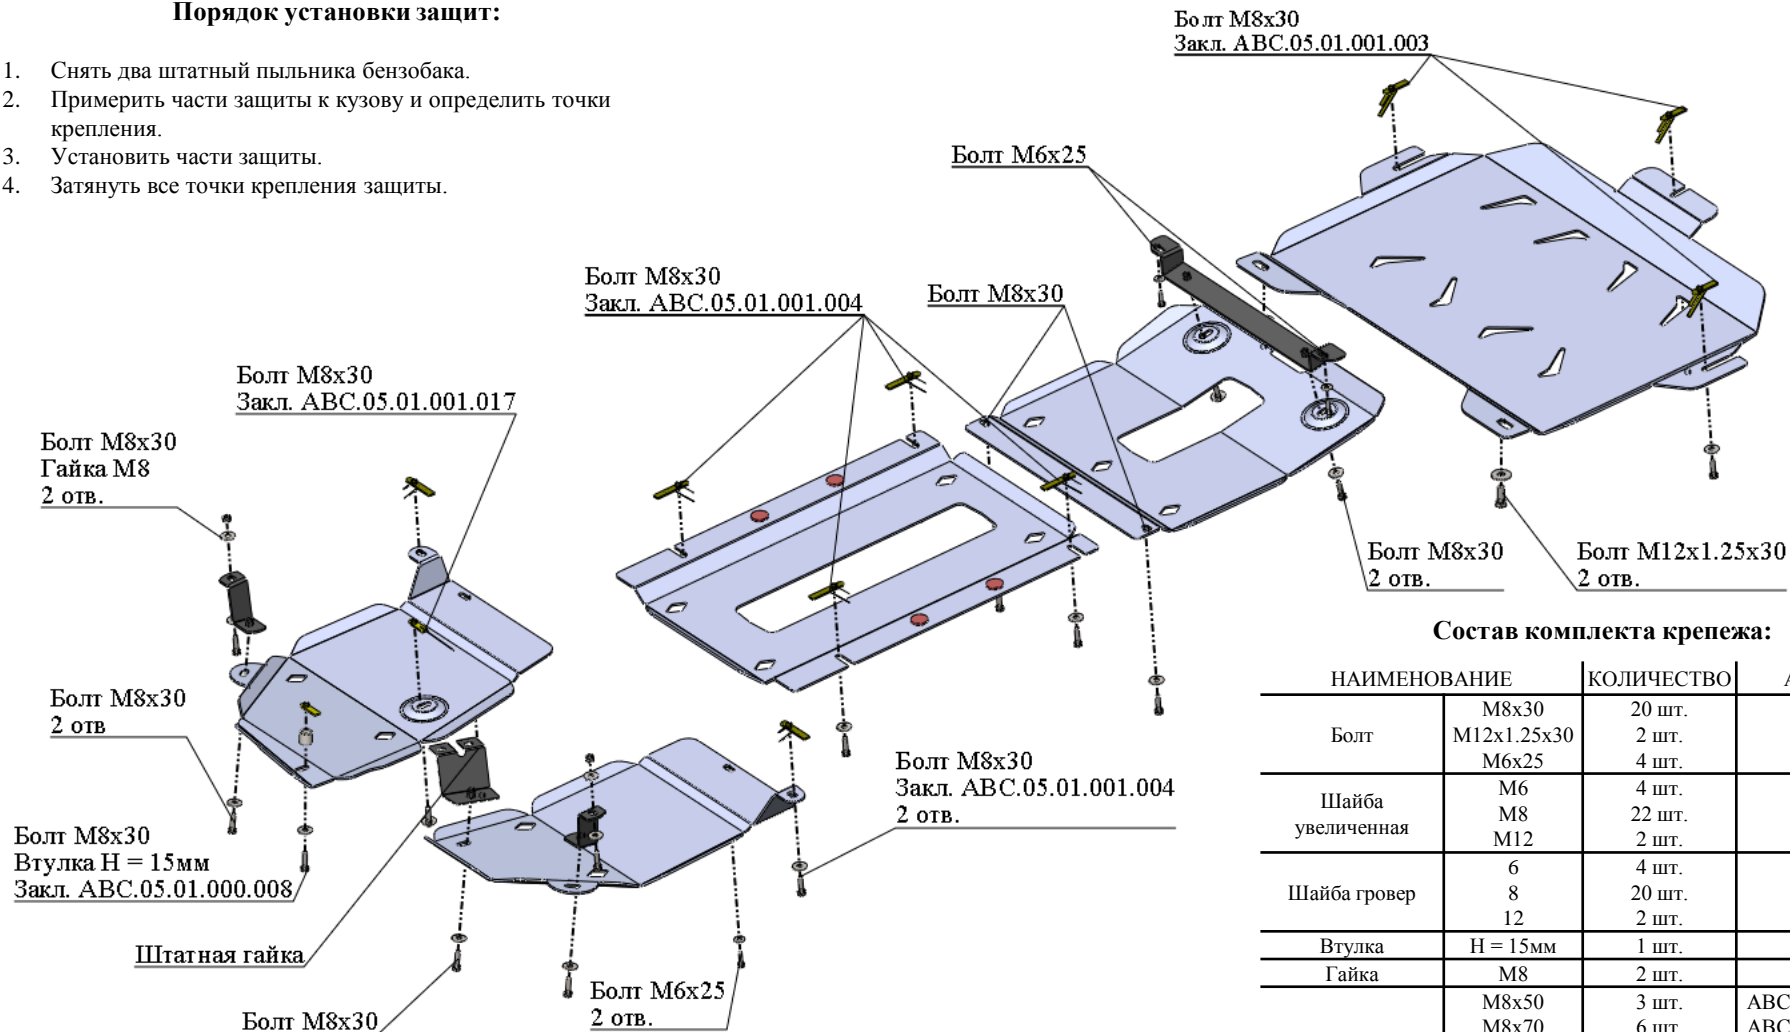 Порядок установки защит:
1. Снять два штатный пыльника бензобака.
2. Примерить части защиты к кузову и определить точки
крепления.
3. Установить части защиты.
4. Затянуть все точки крепления защиты.
Болт М8х30
Закл. АВС.05.01.001.003
Болт М6х25
Болт М8х30
Закл. АВС.05.01.001.004
Болт М8х30
Болт М8х30
Закл. АВС.05.01.001.017
Болт М8х30
Гайка М8
2 отв.
Болт М8х30
2 отв.
Болт М12х1.25х30
2 отв.
Болт М8х30
2 отв
Болт М8х30
Закл. АВС.05.01.001.004
2 отв.
Болт М8х30
Втулка Н = 15мм
Закл. АВС.05.01.000.008
Штатная гайка
Болт М6х25
2 отв.
Болт М8х30
Состав комплекта крепежа:
НАИМЕНОВАНИЕ КОЛИЧЕСТВО А
Болт М8х30 20 шт.
М12х1.25х30 2 шт.
М6х25 4 шт.
Шайба увеличенная М6 4 шт.
М8 22 шт.
М12 2 шт.
Шайба гровер 6 4 шт.
8 20 шт.
12 2 шт.
Втулка Н = 15мм 1 шт.
Гайка М8 2 шт.
М8х50 3 шт. АВС
М8х70 6 шт. АВС